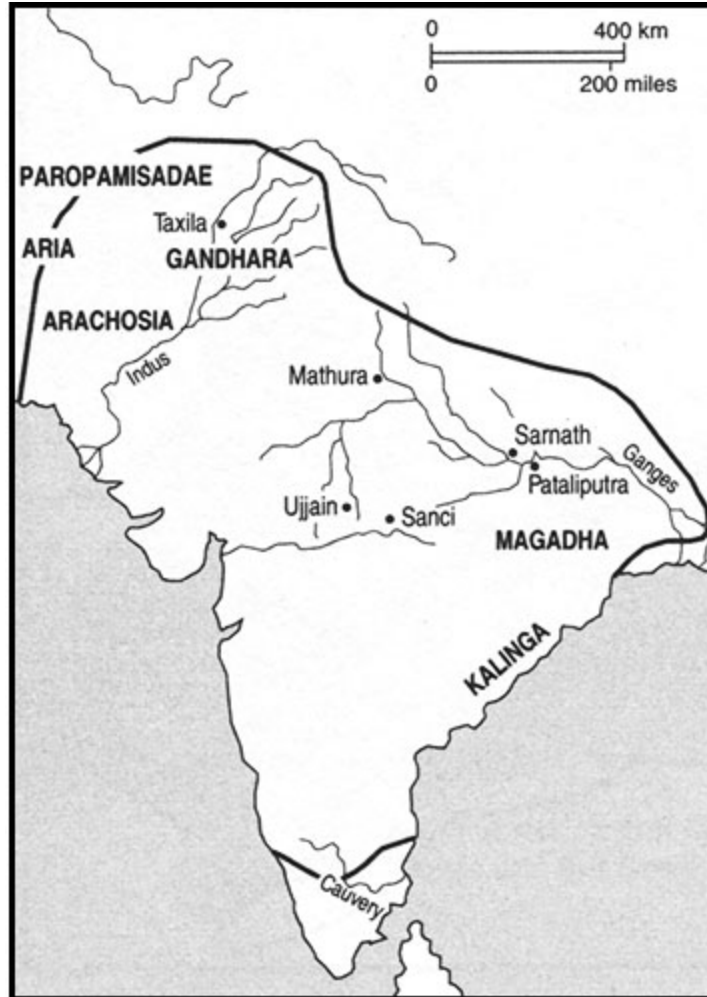 0 400 km
0 200 miles
PAROPAMISADAE
Taxila
ARIA
GANDHARA
ARACHOSIA
Indus
Mathura
Sarnath
Ganges
Pataliputra
Ujjain
Sanci
MAGADHA
KALINGA
Cauvery